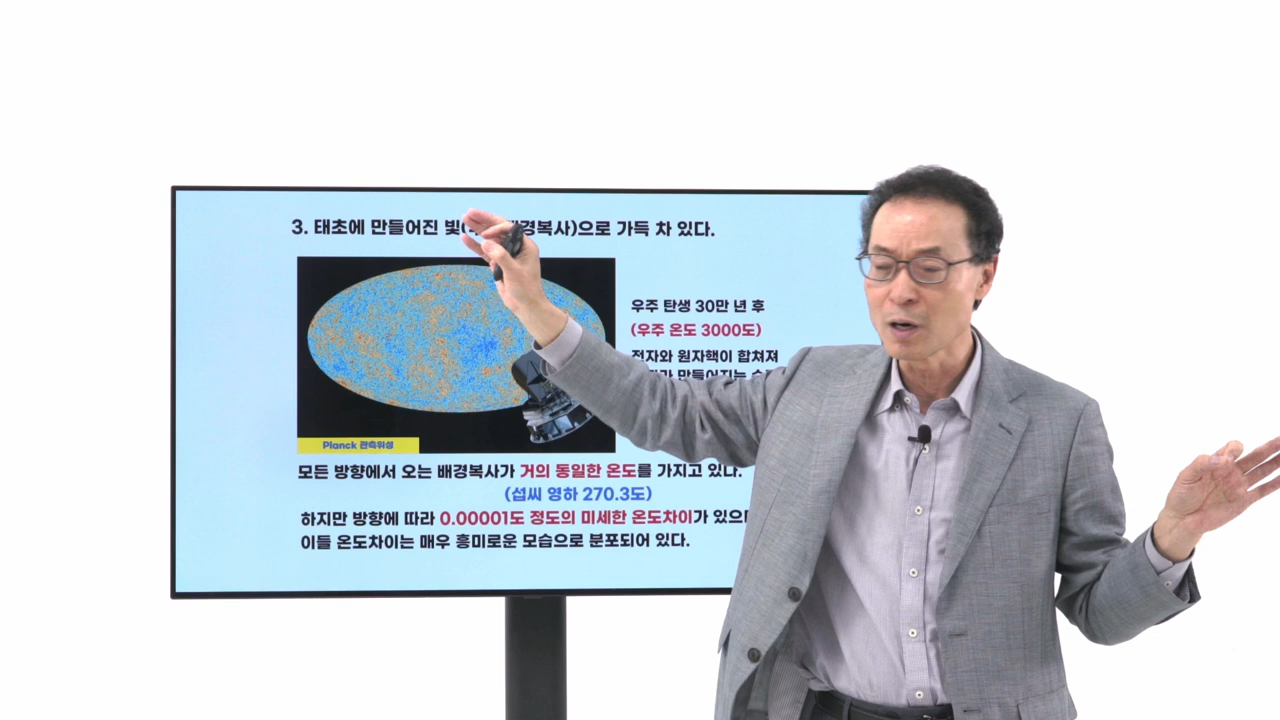 3. 태초에 만들어진 빛( 배경복사)으로 가득 차 있다.
우주 탄생 30만 년 후
(우주 온도 3000도)
전자와 원자핵이 합쳐져
만들어지는
Planck 관측위성
모든 방향에서 오는 배경복사가 거의 동일한 온도를 가지고 있다.
(섭씨 영하 270.3도)
하지만 방향에 따라 0.00001도 정도의 미세한 온도차이가
이들 온도차이는 매우 흥미로운 모습으로 분포되어 있다.